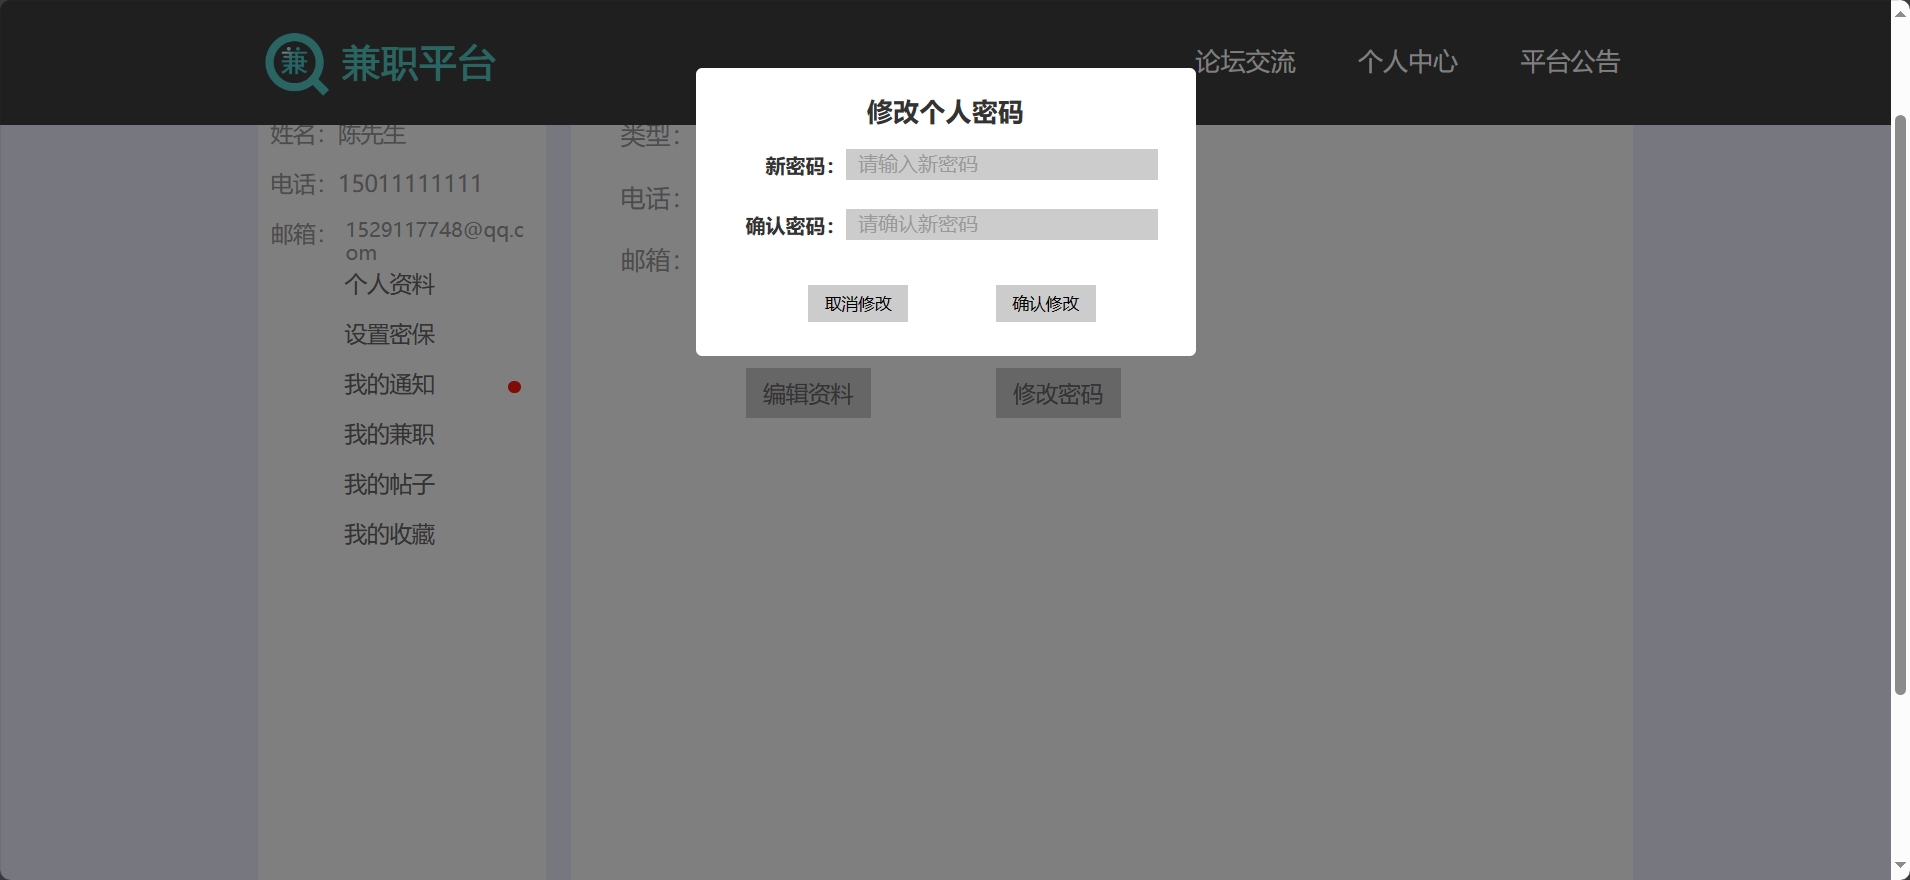 兼 兼职平台
论坛交流 个人中心 平台公告
姓名：陈先生
电话：15011111111
邮箱：1529117748@qq.c
om
个人资料
设置密保
我的通知
我的兼职
我的帖子
我的收藏
类型：
电话：
邮箱：
编辑资料 修改密码
修改个人密码
新密码：请输入新密码
确认密码：请确认新密码
取消修改 确认修改